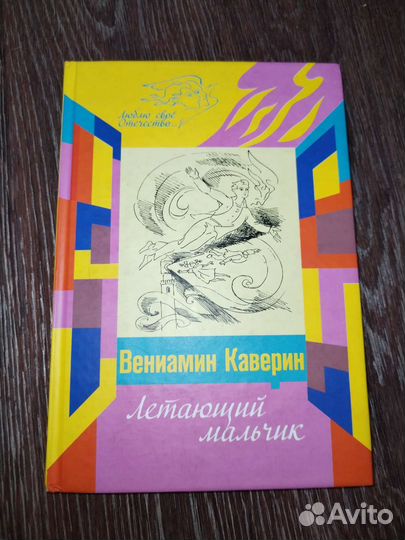 Люблю своё
Отечество...
Вениамин Каверин
Летающий
мальчик
Avito